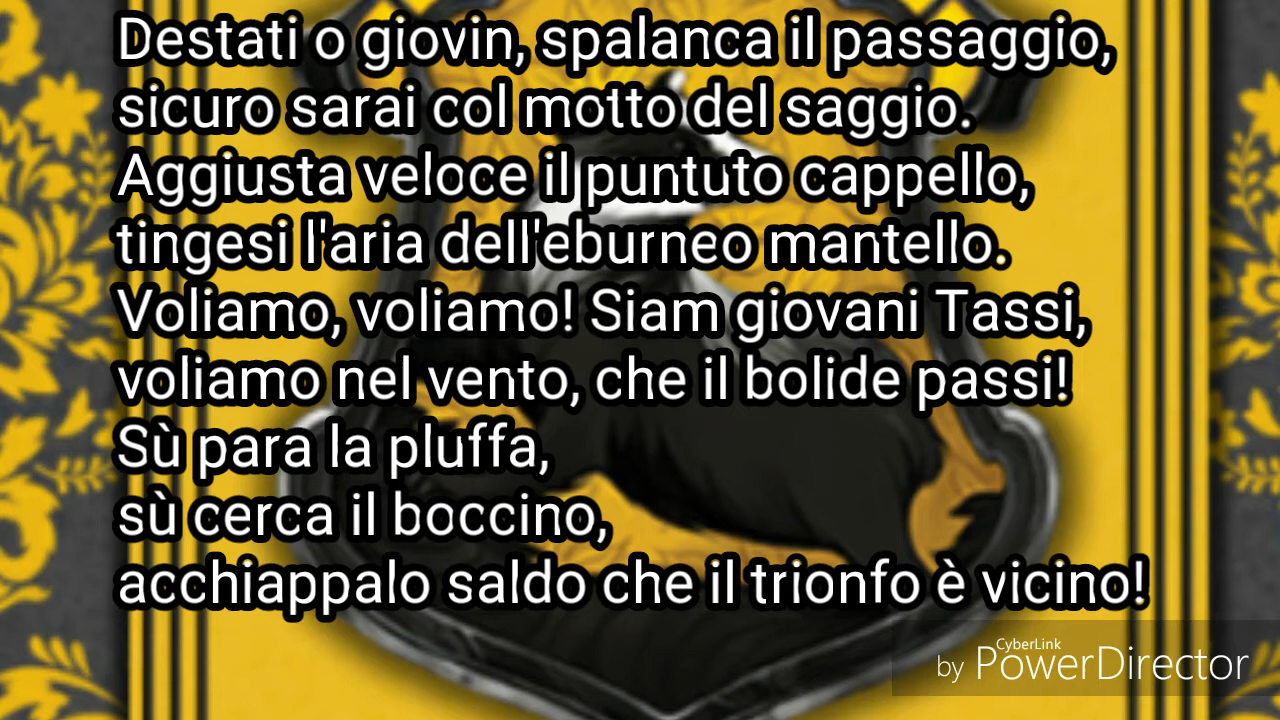 Destati o giovin, spalanca il passaggio,
sicuro sarai col motto del saggio.
Aggiusta veloce il puntuto cappello,
tingesi l'aria dell'eburneo mantello.
Voliamo, voliamo! Siam giovani Tassi,
voliamo nel vento, che il bolide passi!
Sù para la pluffa,
sù cerca il boccino,
acchiappalo saldo che il trionfo è vicino!
CyberLink
by PowerDirector